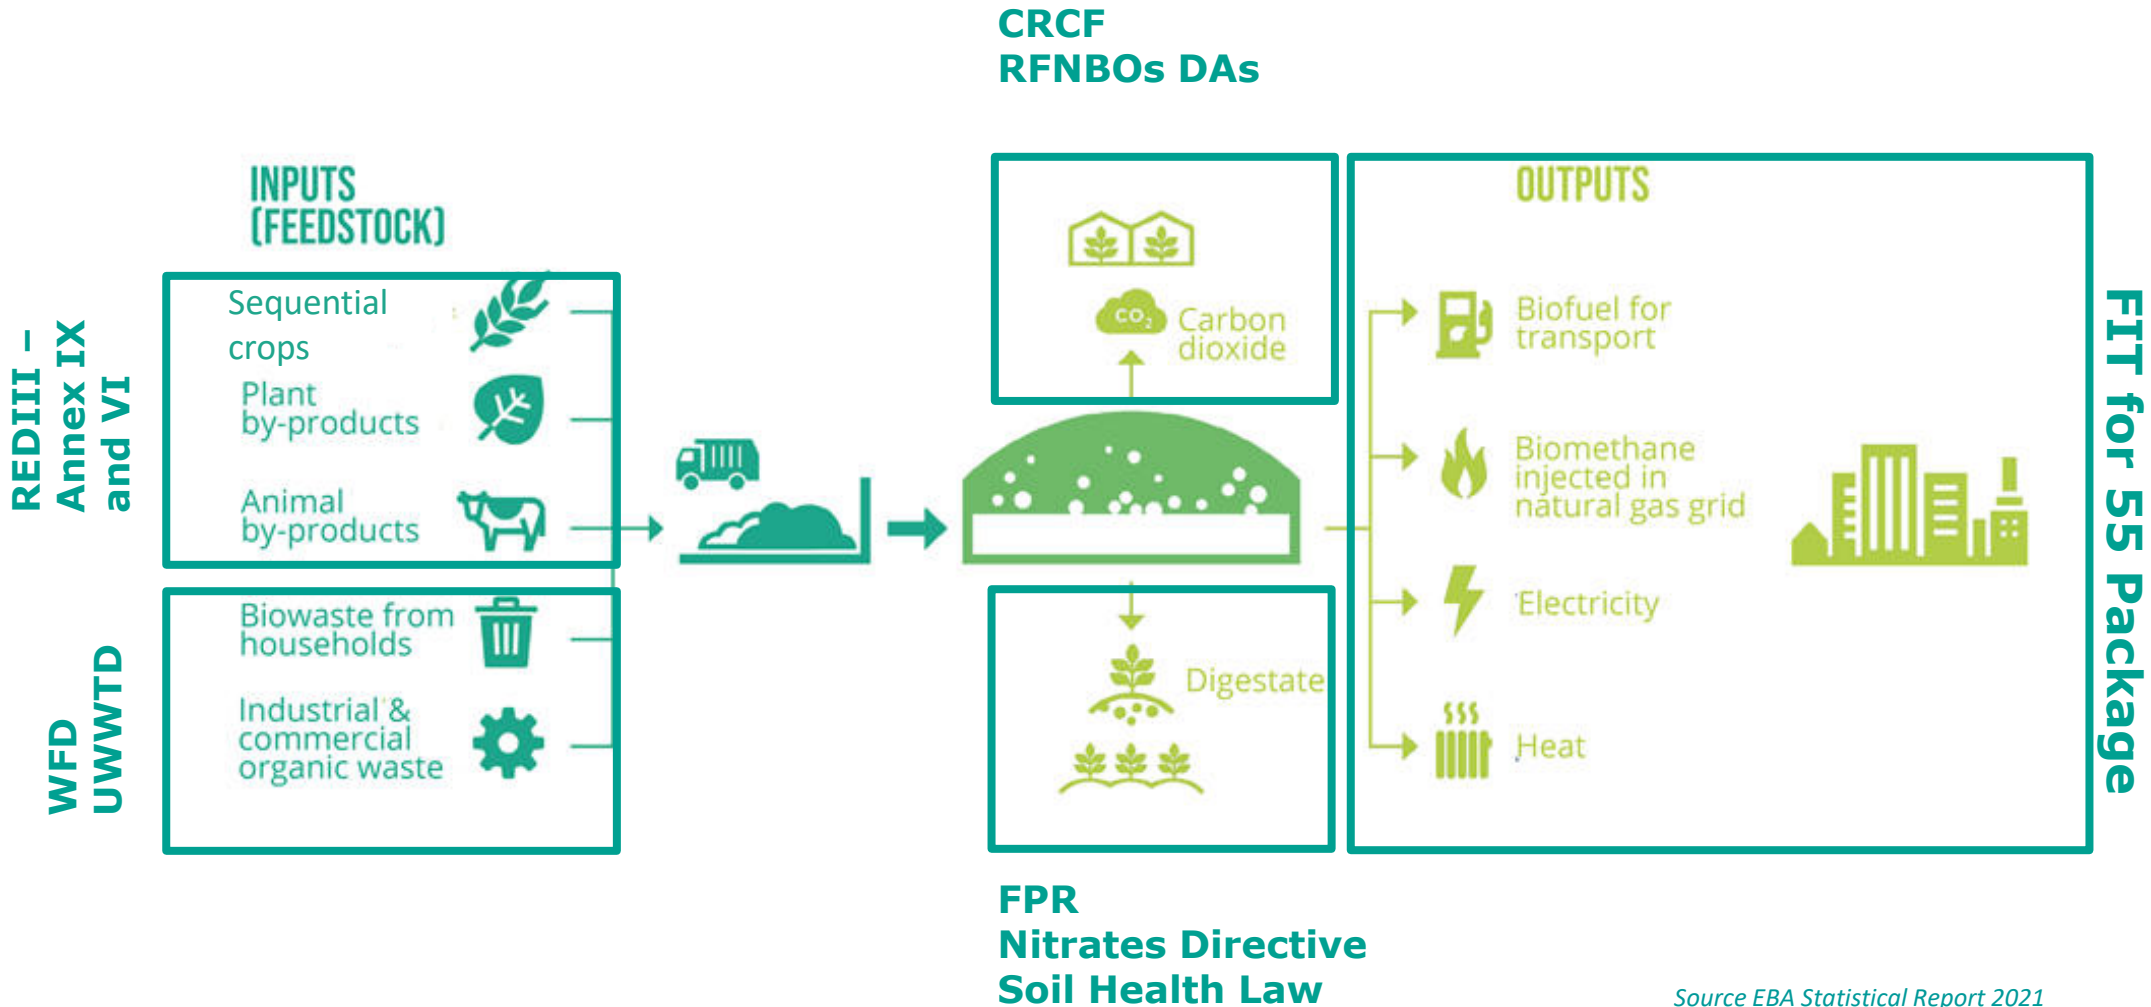 CRCF
RFNBOs DAs
INPUTS
(FEEDSTOCK)
REDIII –
Annex IX
and VI
Sequential
crops
Plant
by-products
Animal
by-products
WFD
UWWTD
Biowaste from
households
Industrial &
commercial
organic waste
CO2
Carbon
dioxide
Digestate
FPR
Nitrates Directive
Soil Health Law
OUTPUTS
Biofuel for
transport
Biomethane
injected in
natural gas grid
Electricity
Heat
FIT for 55 Package
Source EBA Statistical Report 2021